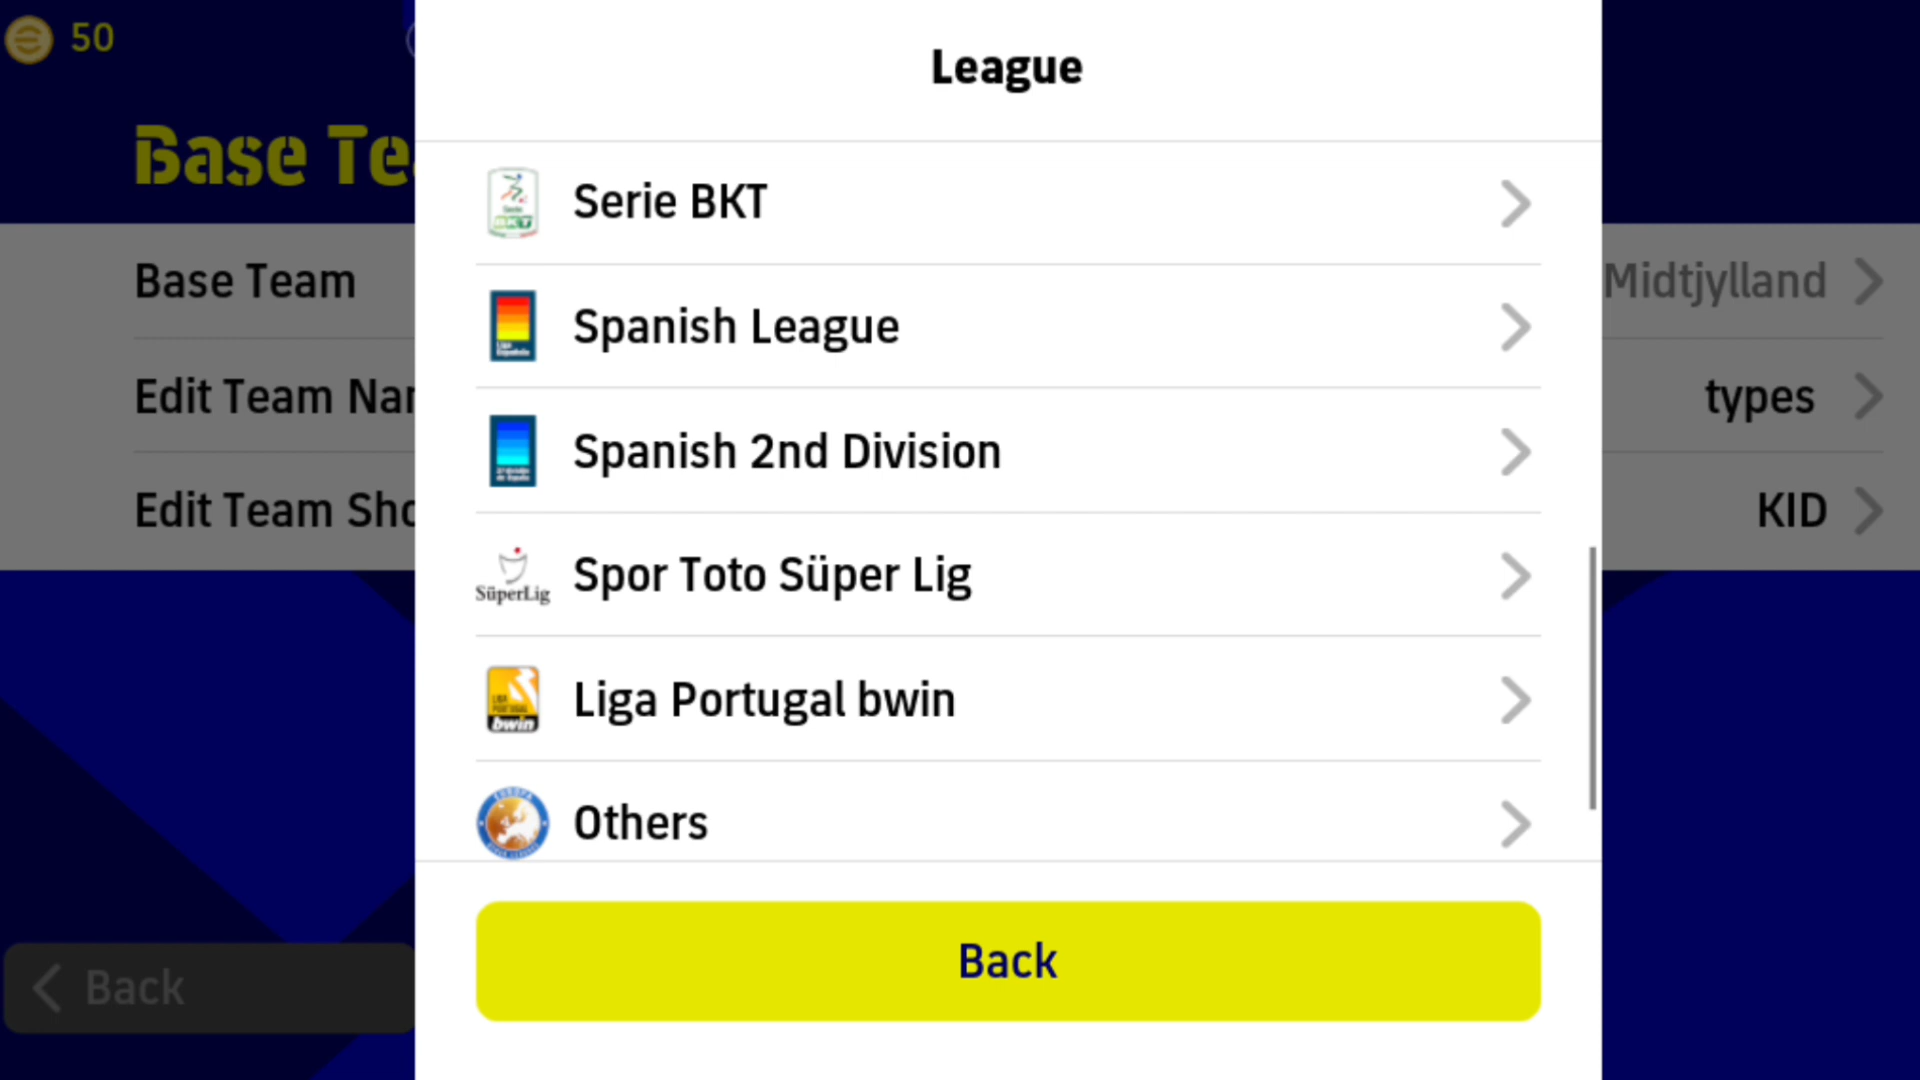 50
League
Base Te
Serie BKT
Base Team
Midtjylland
Spanish League
Edit Team Nar
types
Spanish 2nd Division
Edit Team Sho
KID
SüperLig
Spor Toto Süper Lig
bwin
Liga Portugal bwin
Others
Back
Back